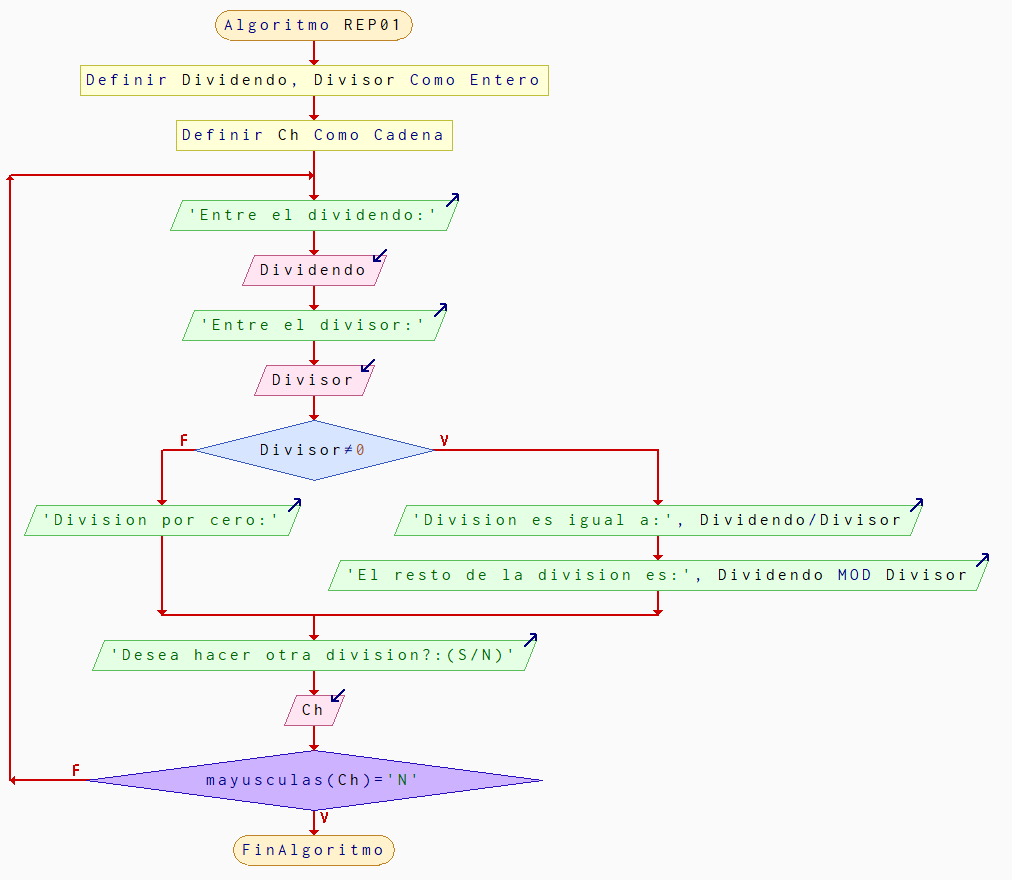 Algoritmo REP01
Definir Dividendo, Divisor Como Entero
Definir Ch Como Cadena
'Entre el dividendo:'
Dividendo
'Entre el divisor:'
Divisor
F
V
Divisor≠0
'Division por cero:'
'Division es igual a:', Dividendo/Divisor
'El resto de la division es:', Dividendo MOD Divisor
'Desea hacer otra division?:(S/N)'
Ch
F
mayusculas(Ch)='N'
V
FinAlgoritmo